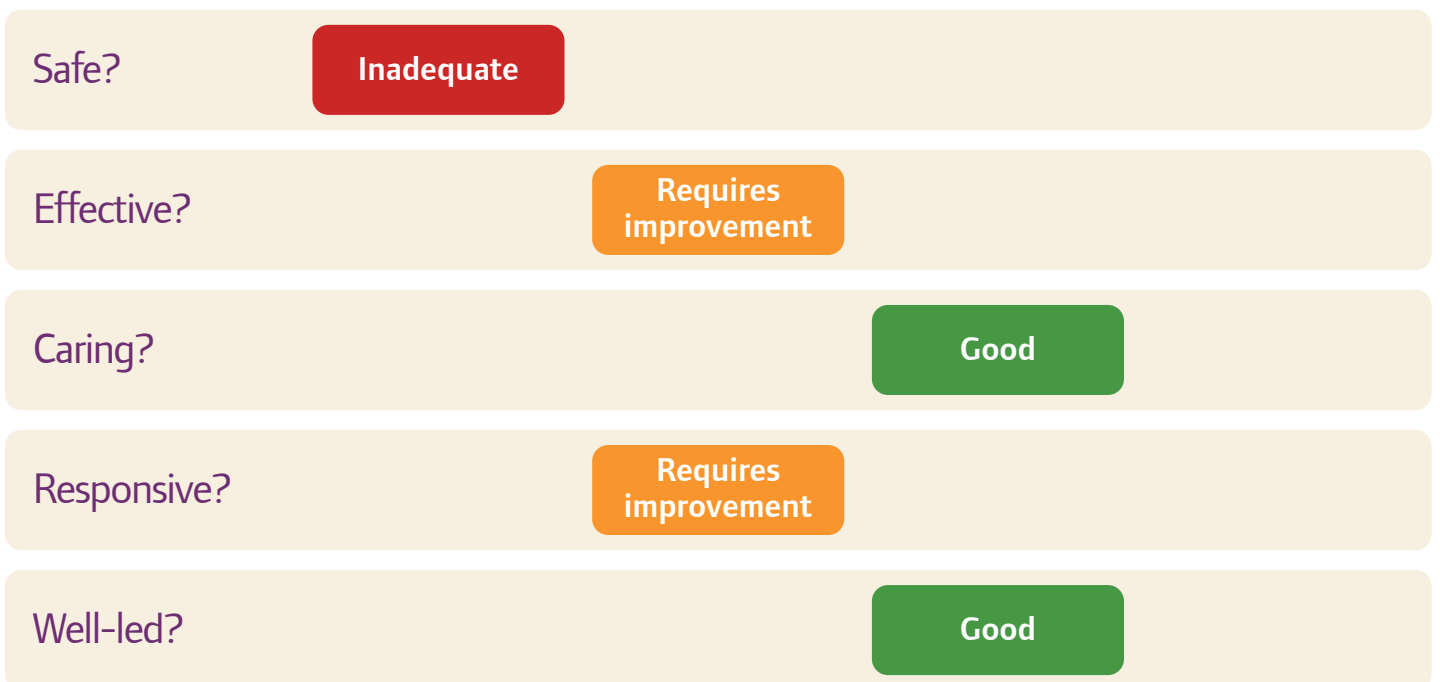 Safe?
Inadequate
Effective?
Requires
improvement
Caring?
Good
Responsive?
Requires
improvement
Well-led?
Good